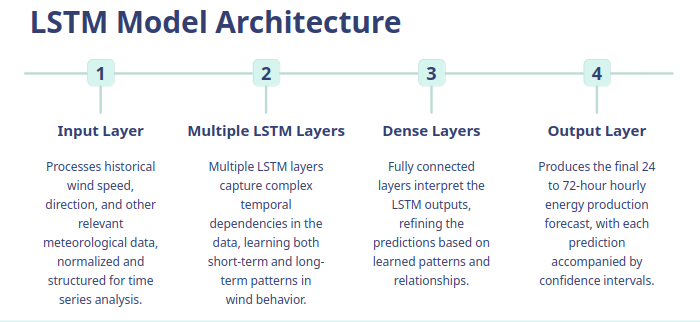 LSTM Model Architecture
1
2
3
4
Input Layer
Processes historical
wind speed,
direction, and other
relevant
meteorological data,
normalized and
structured for time
series analysis.
Multiple LSTM Layers
Multiple LSTM layers
capture complex
temporal
dependencies in the
data, learning both
short-term and long-
term patterns in
wind behavior.
Dense Layers
Fully connected
layers interpret the
LSTM outputs,
refining the
predictions based on
learned patterns and
relationships.
Output Layer
Produces the final 24
to 72-hour hourly
energy production
forecast, with each
prediction
accompanied by
confidence intervals.